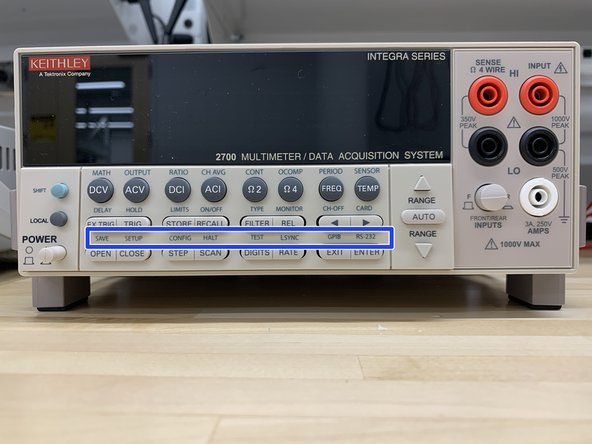 KEITHLEY
A Tektronix Company
INTEGRA SERIES
2700 MULTIMETER / DATA ACQUISITION SYSTEM
SENSE
Ω 4 WIRE
INPUT
HI
350V
PEAK
1000V
PEAK
LO
500V
PEAK
MATH OUTPUT RATIO CH AVG CONT OCOMP PERIOD SENSOR
SHIFT
DCV ACV DCI ACI Ω2 Ω4 FREQ TEMP
DELAY HOLD LIMITS ON/OFF TYPE MONITOR CH-OFF CARD
LOCAL
EX TRIG TRIG STORE RECALL FILTER REL
SAVE SETUP CONFIG HALT TEST LSYNC GPIB RS-232
POWER
OPEN CLOSE STEP SCAN DIGITS RATE EXIT ENTER
RANGE
AUTO
RANGE
F R
FRONT/REAR
INPUTS
3A, 250V
AMPS
1000V MAX